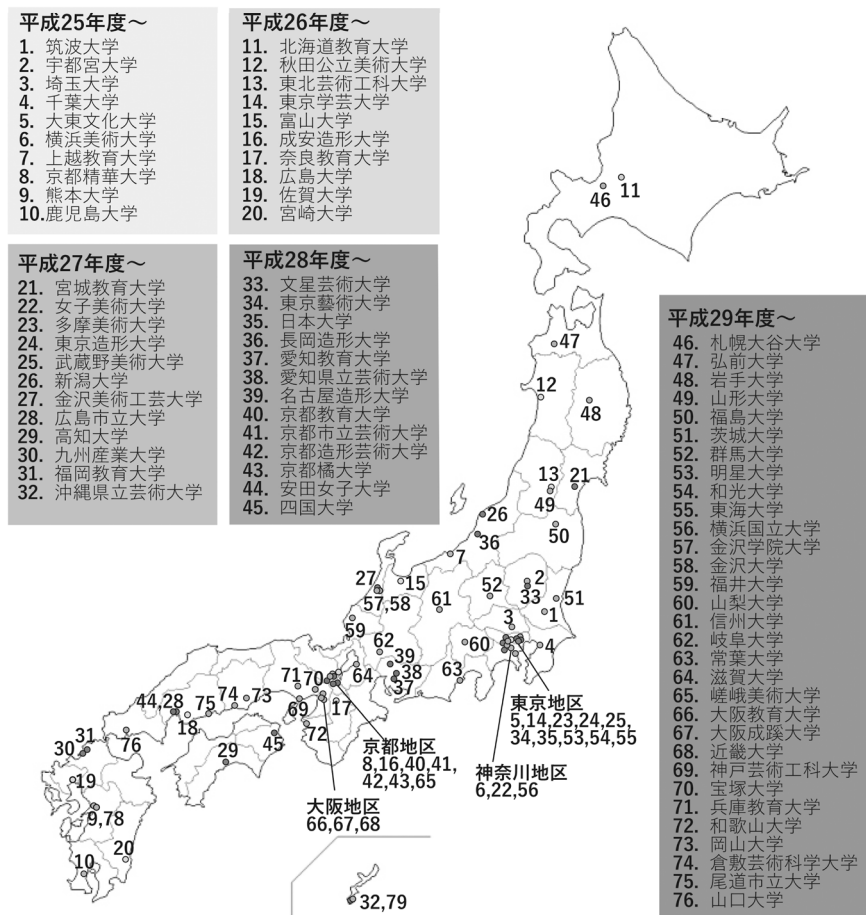 平成25年度〜
1. 筑波大学
2. 宇都宮大学
3. 埼玉大学
4. 千葉大学
5. 大東文化大学
6. 横浜美術大学
7. 上越教育大学
8. 京都精華大学
9. 熊本大学
10.鹿児島大学
平成26年度〜
11. 北海道教育大学
12. 秋田公立美術大学
13. 東北芸術工科大学
14. 東京学芸大学
15. 富山大学
16. 成安造形大学
17. 奈良教育大学
18. 広島大学
19. 佐賀大学
20. 宮崎大学
平成27年度〜
21. 宮城教育大学
22. 女子美術大学
23. 多摩美術大学
24. 東京造形大学
25. 武蔵野美術大学
26. 新潟大学
27. 金沢美術工芸大学
28. 広島市立大学
29. 高知大学
30. 九州産業大学
31. 福岡教育大学
32. 沖縄県立芸術大学
平成28年度〜
33. 文星芸術大学
34. 東京藝術大学
35. 日本大学
36. 長岡造形大学
37. 愛知教育大学
38. 愛知県立芸術大学
39. 名古屋造形大学
40. 京都教育大学
41. 京都市立芸術大学
42. 京都造形芸術大学
43. 京都橘大学
44. 安田女子大学
45. 四国大学
平成29年度〜
46. 札幌大谷大学
47. 弘前大学
48. 岩手大学
49. 山形大学
50. 福島大学
51. 茨城大学
52. 群馬大学
53. 明星大学
54. 和光大学
55. 東海大学
56. 横浜国立大学
57. 金沢学院大学
58. 金沢大学
59. 福井大学
60. 山梨大学
61. 信州大学
62. 岐阜大学
63. 常葉大学
64. 滋賀大学
65. 嵯峨美術大学
66. 大阪教育大学
67. 大阪成蹊大学
68. 近畿大学
69. 神戸芸術工科大学
70. 宝塚大学
71. 兵庫教育大学
72. 和歌山大学
73. 岡山大学
74. 倉敷芸術科学大学
75. 尾道市立大学
76. 山口大学
46
11
47
12
48
13
21
49
26
50
36
7
27
15
57,58
52
2
33
51
61
1
59
3
62
60
4
39
64
38
63
37
71
70
74
73
44,28
75
69
17
18
72
31
76
45
30
29
19
9,78
20
10
東京地区
5,14,23,24,25,
34,35,53,54,55
京都地区
8,16,40,41,
42,43,65
神奈川地区
6,22,56
大阪地区
66,67,68
32,79